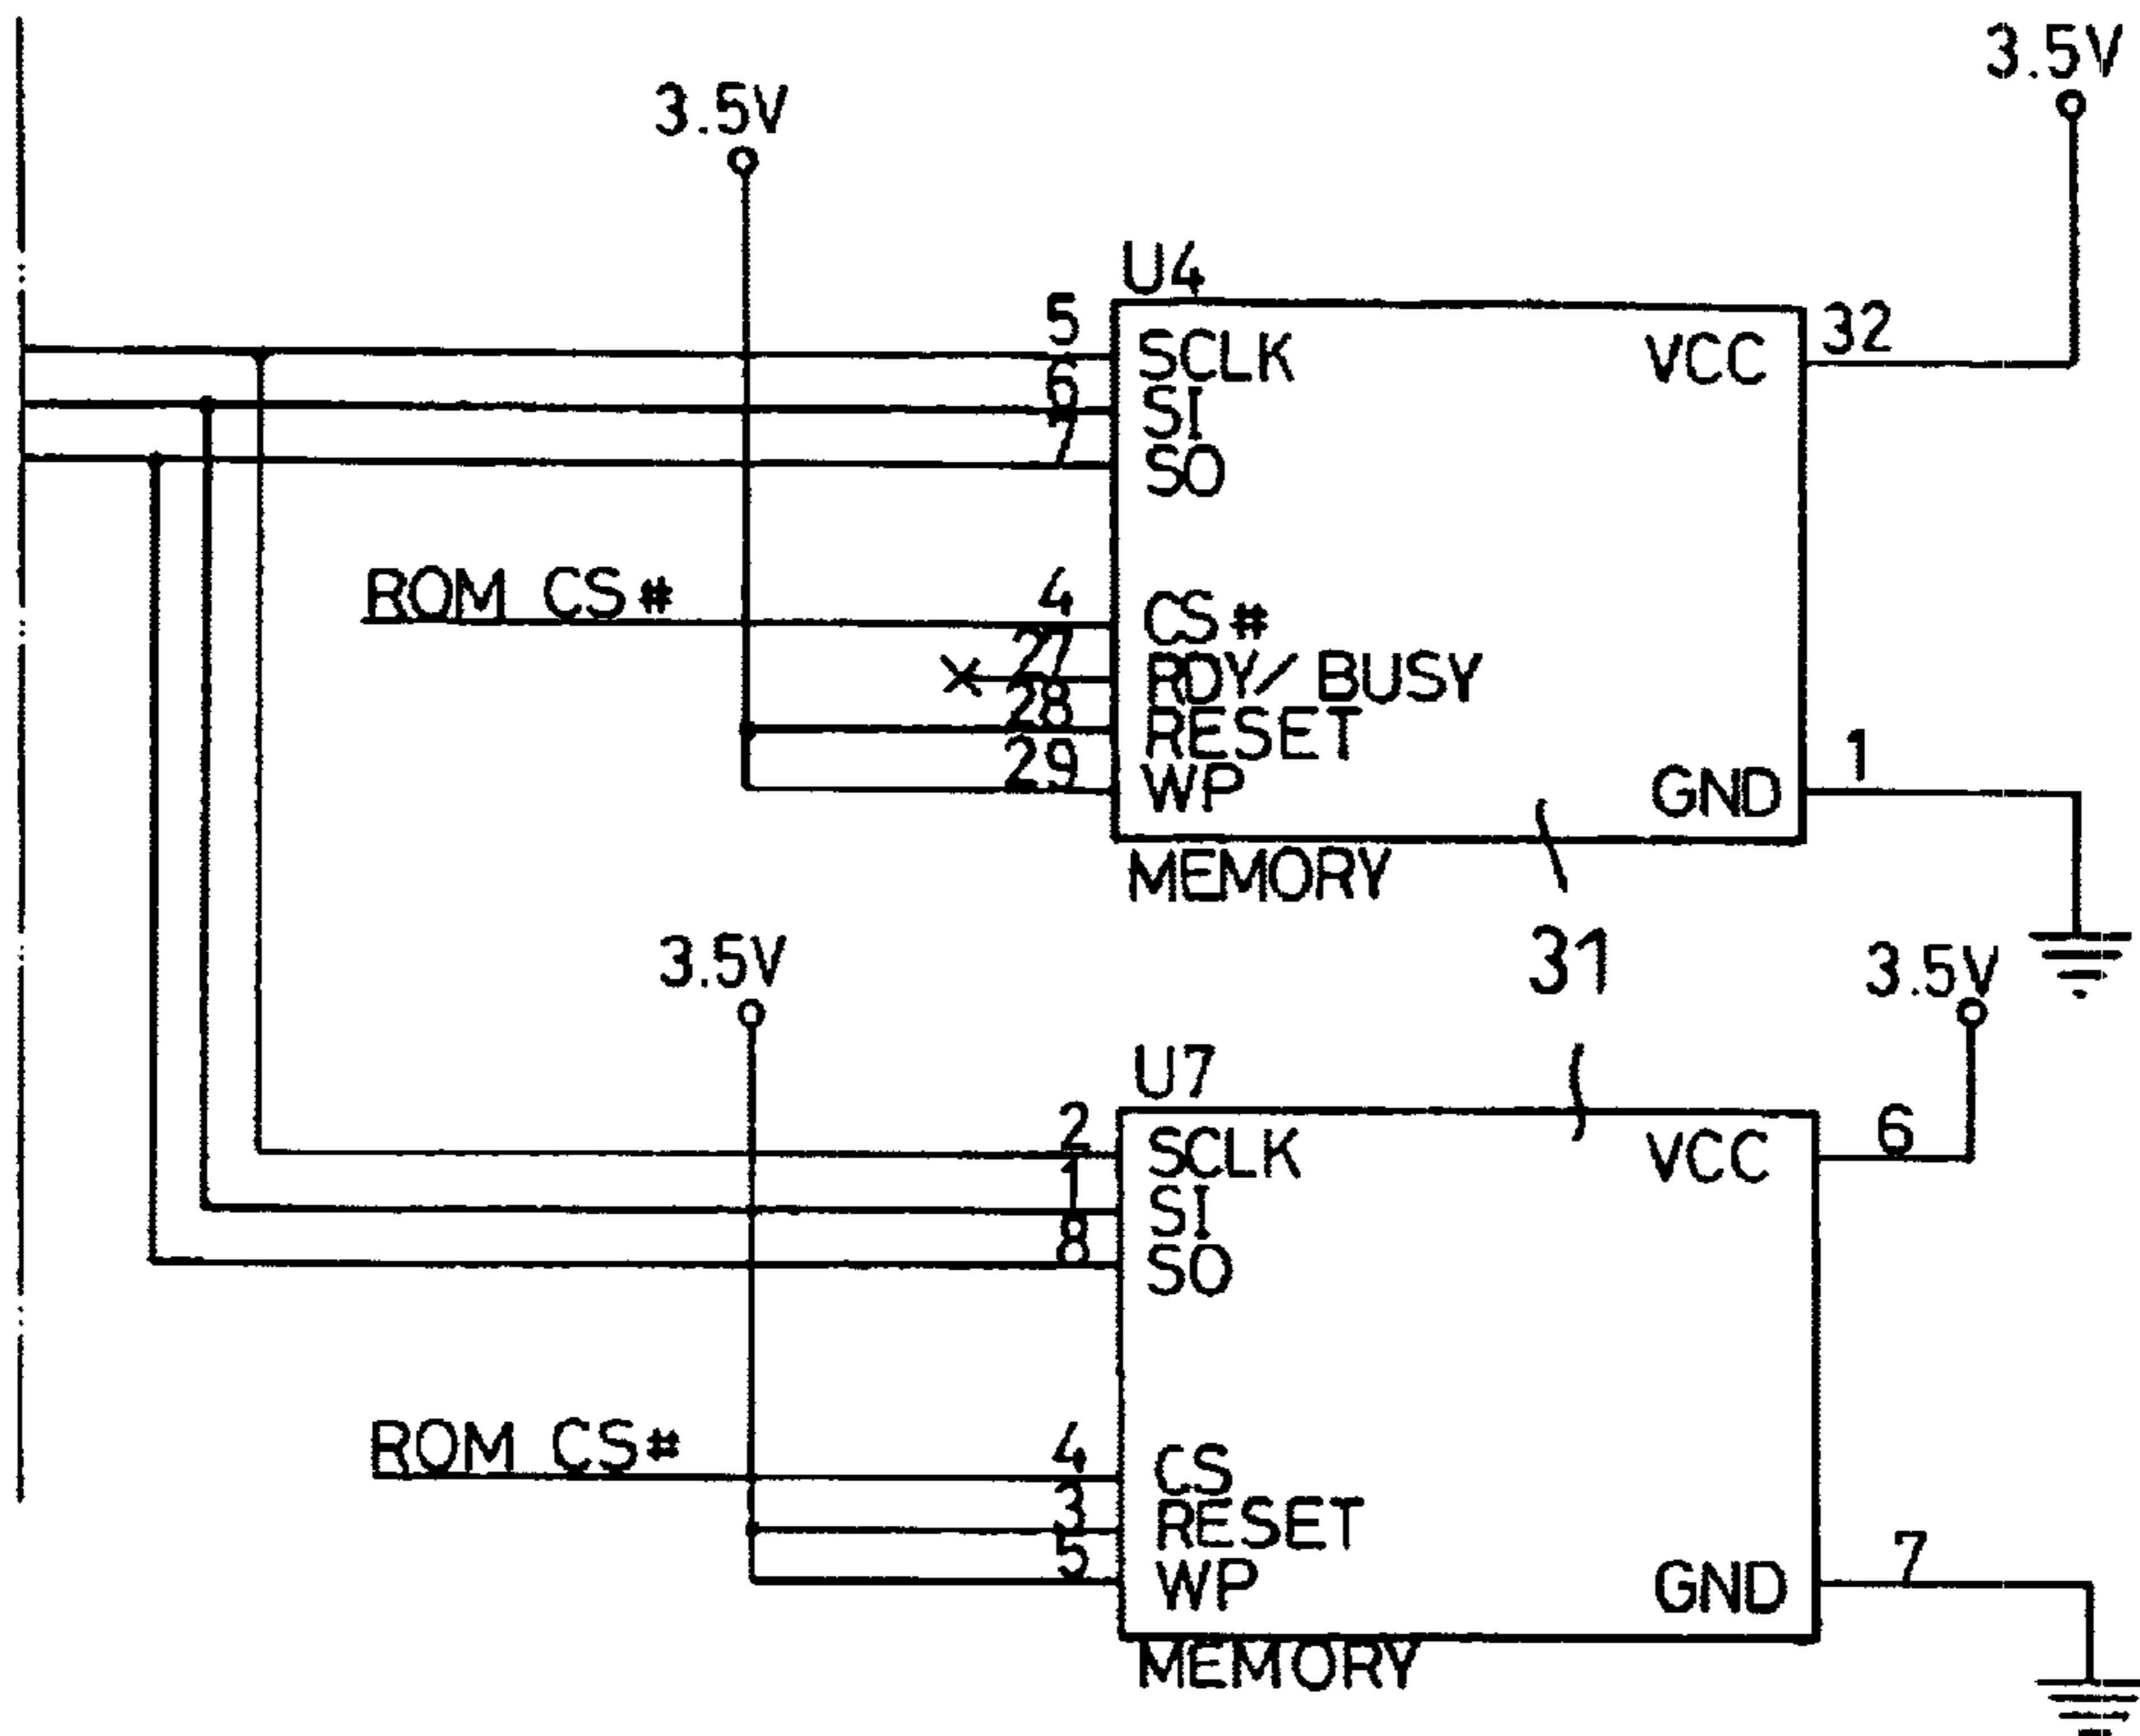 3.5V
3.5V
U4
5
SCLK
VCC
32
6
SI
7
SO
ROM CS#
4
CS#
27
RDY/BUSY
28
RESET
29
WP
GND
1
MEMORY
31
3.5V
3.5V
U7
2
SCLK
VCC
6
1
SI
8
SO
ROM CS#
4
CS
3
RESET
5
WP
GND
7
MEMORY